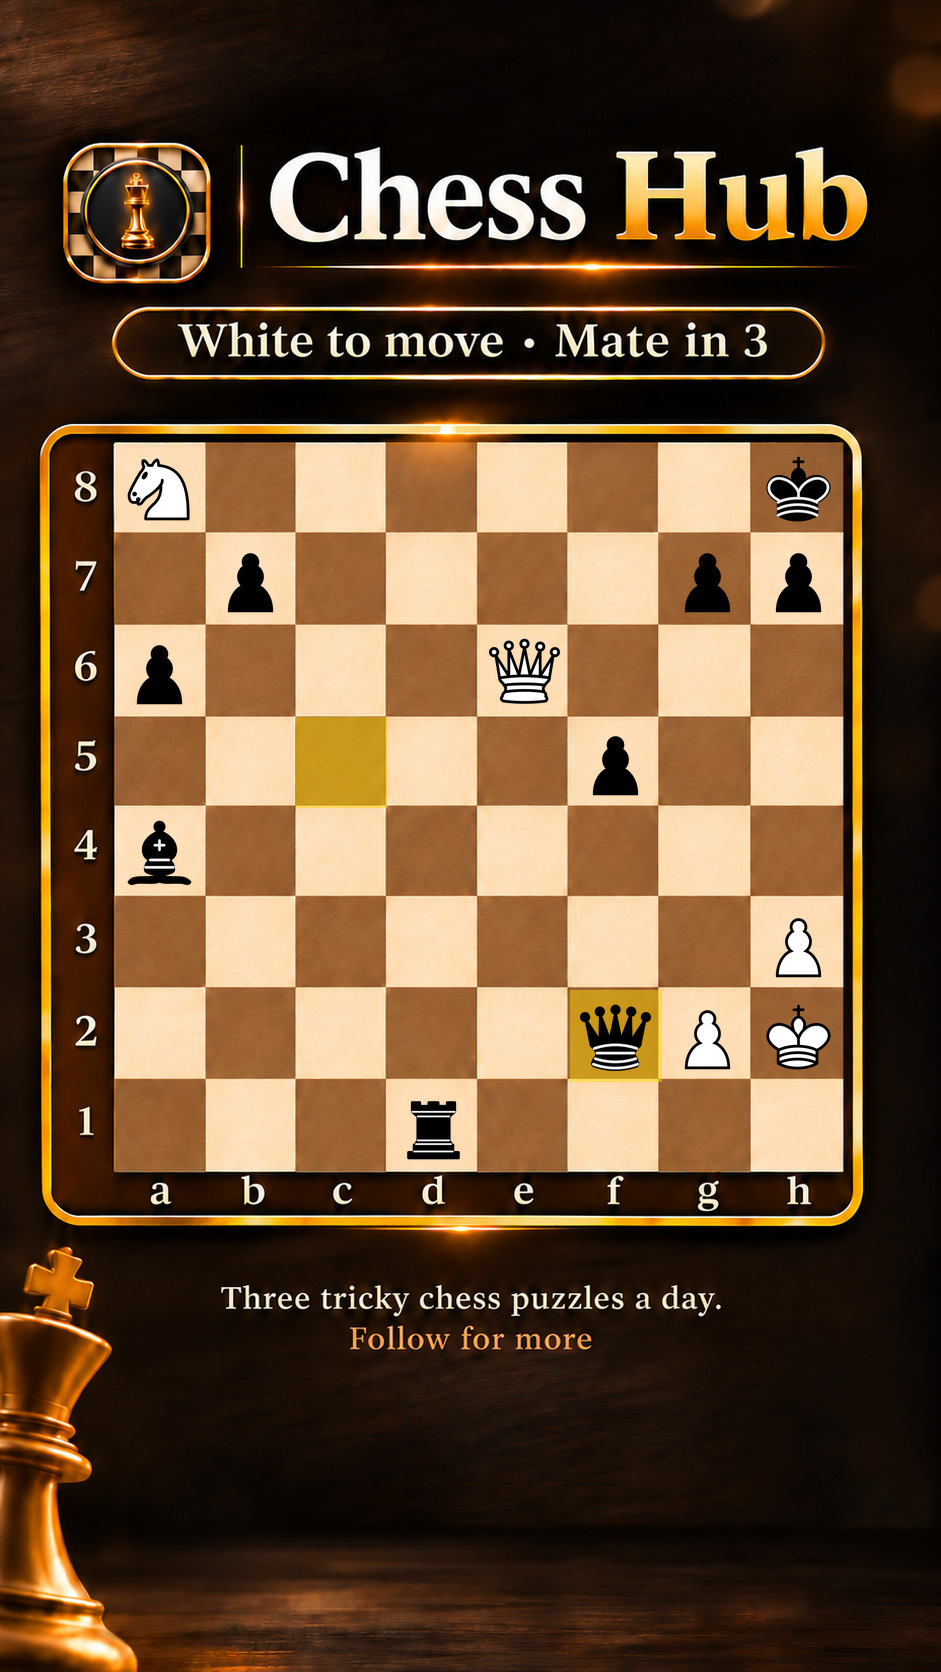 Chess Hub
White to move • Mate in 3
8
7
6
5
4
3
2
1
a b c d e f g h
Three tricky chess puzzles a day.
Follow for more